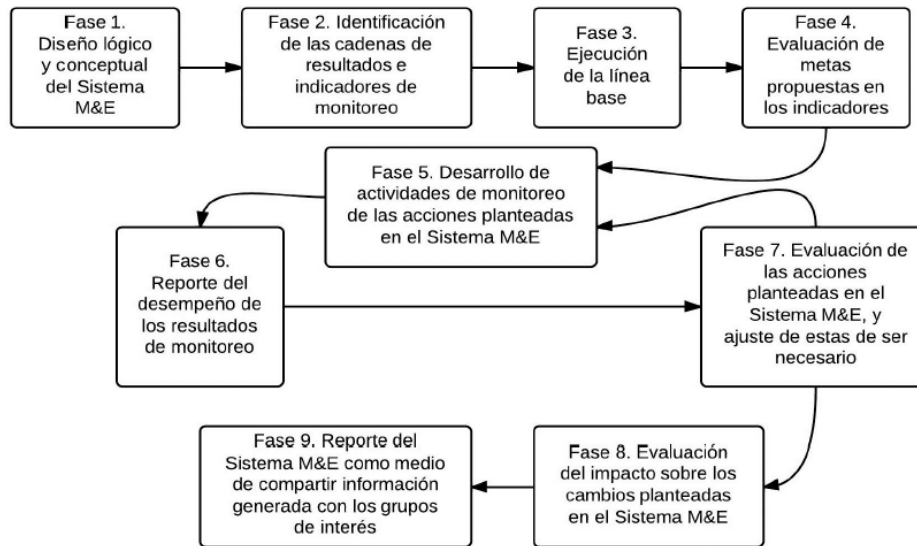 Fase 1.
Diseño lógico
y conceptual
del Sistema
M&E
Fase 2. Identificación
de las cadenas de
resultados e
indicadores de
monitoreo
Fase 3.
Ejecución
de la línea
base
Fase 4.
Evaluación de
metas
propuestas en
los indicadores
Fase 5. Desarrollo de
actividades de monitoreo
de las acciones planteadas
en el Sistema M&E
Fase 6.
Reporte del
desempeño de
los resultados
de monitoreo
Fase 7. Evaluación de
las acciones
planteadas en el
Sistema M&E, y
ajuste de estas de ser
necesario
Fase 8. Evaluación
del impacto sobre los
cambios planteadas
en el Sistema M&E
Fase 9. Reporte del
Sistema M&E como medio
de compartir información
generada con los grupos
de interés